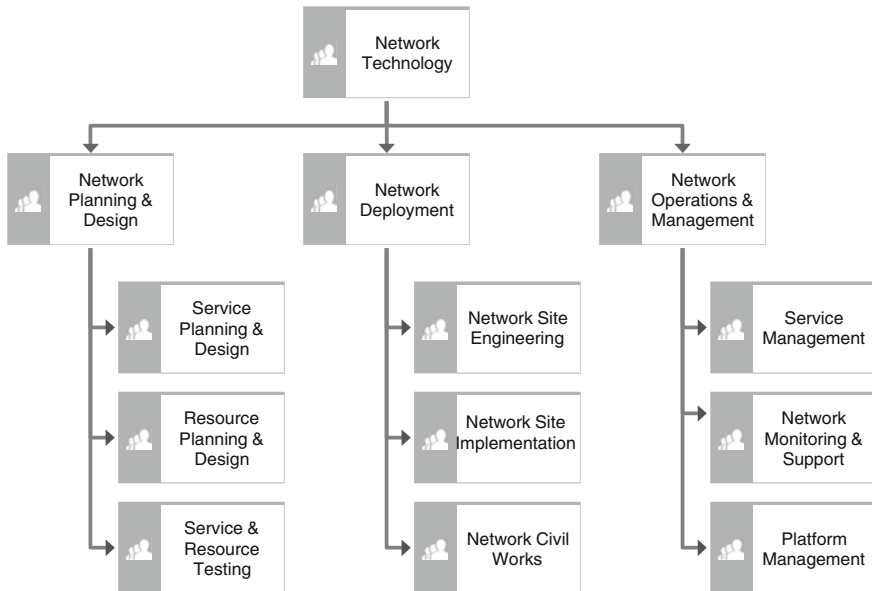 Network
Technology
Network
Planning &
Design
Network
Deployment
Network
Operations &
Management
Service
Planning &
Design
Network Site
Engineering
Service
Management
Resource
Planning &
Design
Network Site
Implementation
Network
Monitoring &
Support
Service &
Resource
Testing
Network Civil
Works
Platform
Management